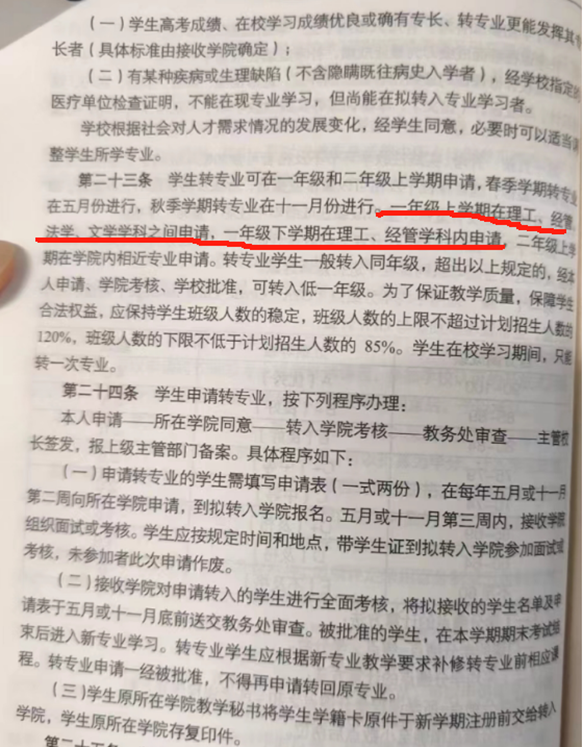 （一）学生高考成绩、在校学习成绩优良或确有专长、转专业更能发挥其
长者（具体标准由接收学院确定）；
（二）有某种疾病或生理缺陷（不含隐瞒既往病史入学者），经学校指定
医疗单位检查证明，不能在现专业学习，但尚能在拟转入专业学习者。
学校根据社会对人才需求情况的发展变化，经学生同意，必要时可以适当
整学生所学专业。
第二十三条 学生转专业可在一年级和二年级上学期申请，春季学期转专
在五月份进行，秋季学期转专业在十一月份进行。一年级上学期在理工、经管
法学、文学学科之间申请，一年级下学期在理工、经管学科内申请，二年级上学
期在学院内相近专业申请。转专业学生一般转入同年级，超出以上规定的，经本
人申请、学院考核、学校批准，可转入低一年级。为了保证教学质量，保障学生
合法权益，应保持学生班级人数的稳定，班级人数的上限不超过计划招生人数的
120%，班级人数的下限不低于计划招生人数的 85%。学生在校学习期间，只能
转一次专业。
第二十四条 学生申请转专业，按下列程序办理：
本人申请——所在学院同意——转入学院考核——教务处审查——主管校
长签发，报上级主管部门备案。具体程序如下：
（一）申请转专业的学生需填写申请表（一式两份），在每年五月或十一月
第二周向所在学院申请，到拟转入学院报名。五月或十一月第三周内，接收学院
组织面试或考核。学生应按规定时间和地点，带学生证到拟转入学院参加面试或
考核，未参加者此次申请作废。
（二）接收学院对申请转入的学生进行全面考核，将拟接收的学生名单及申
请表于五月或十一月底前送交教务处审查。被批准的学生，在本学期期末考试结
束后进入新专业学习。转专业学生应根据新专业教学要求补修转专业前相应课
程。转专业申请一经被批准，不得再申请转回原专业。
（三）学生原所在学院教学秘书将学生学籍卡原件于新学期注册前交给转入
学院，学生原所在学院存复印件。